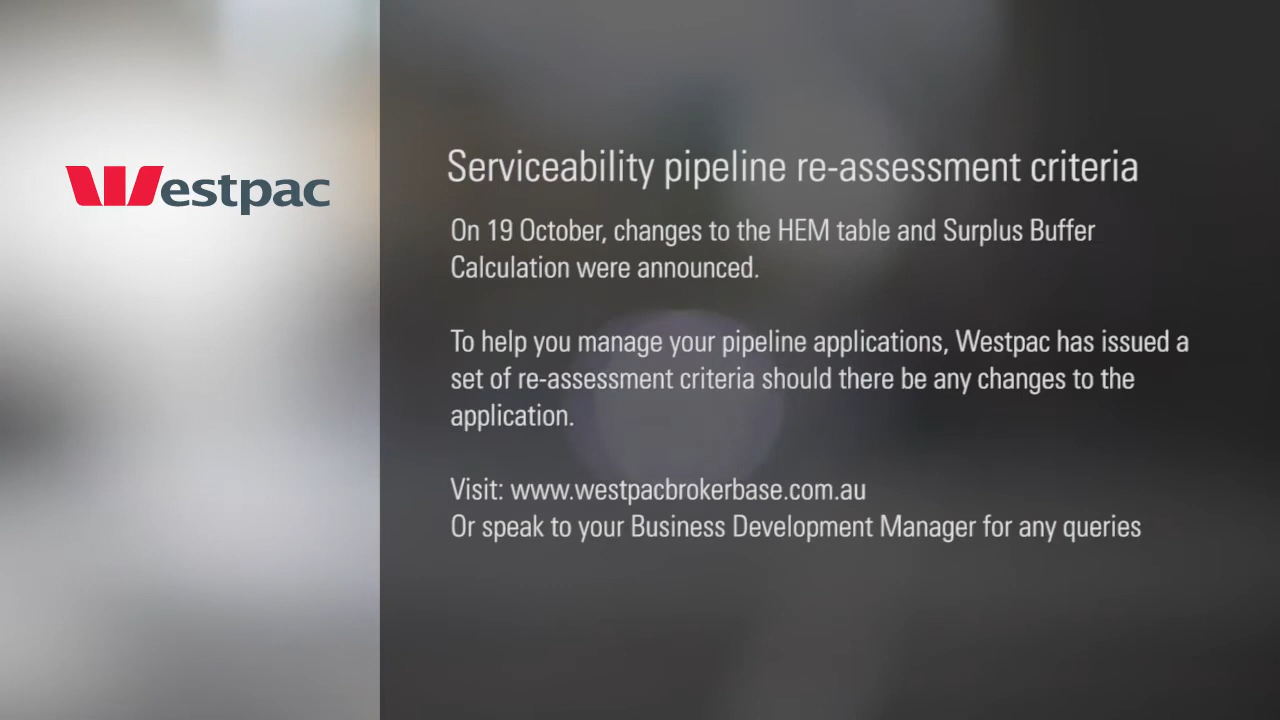 Westpac
Serviceability pipeline re-assessment criteria
On 19 October, changes to the HEM table and Surplus Buffer
Calculation were announced.
To help you manage your pipeline applications, Westpac has issued a
set of re-assessment criteria should there be any changes to the
application.
Visit: www.westpacbrokerbase.com.au
Or speak to your Business Development Manager for any queries